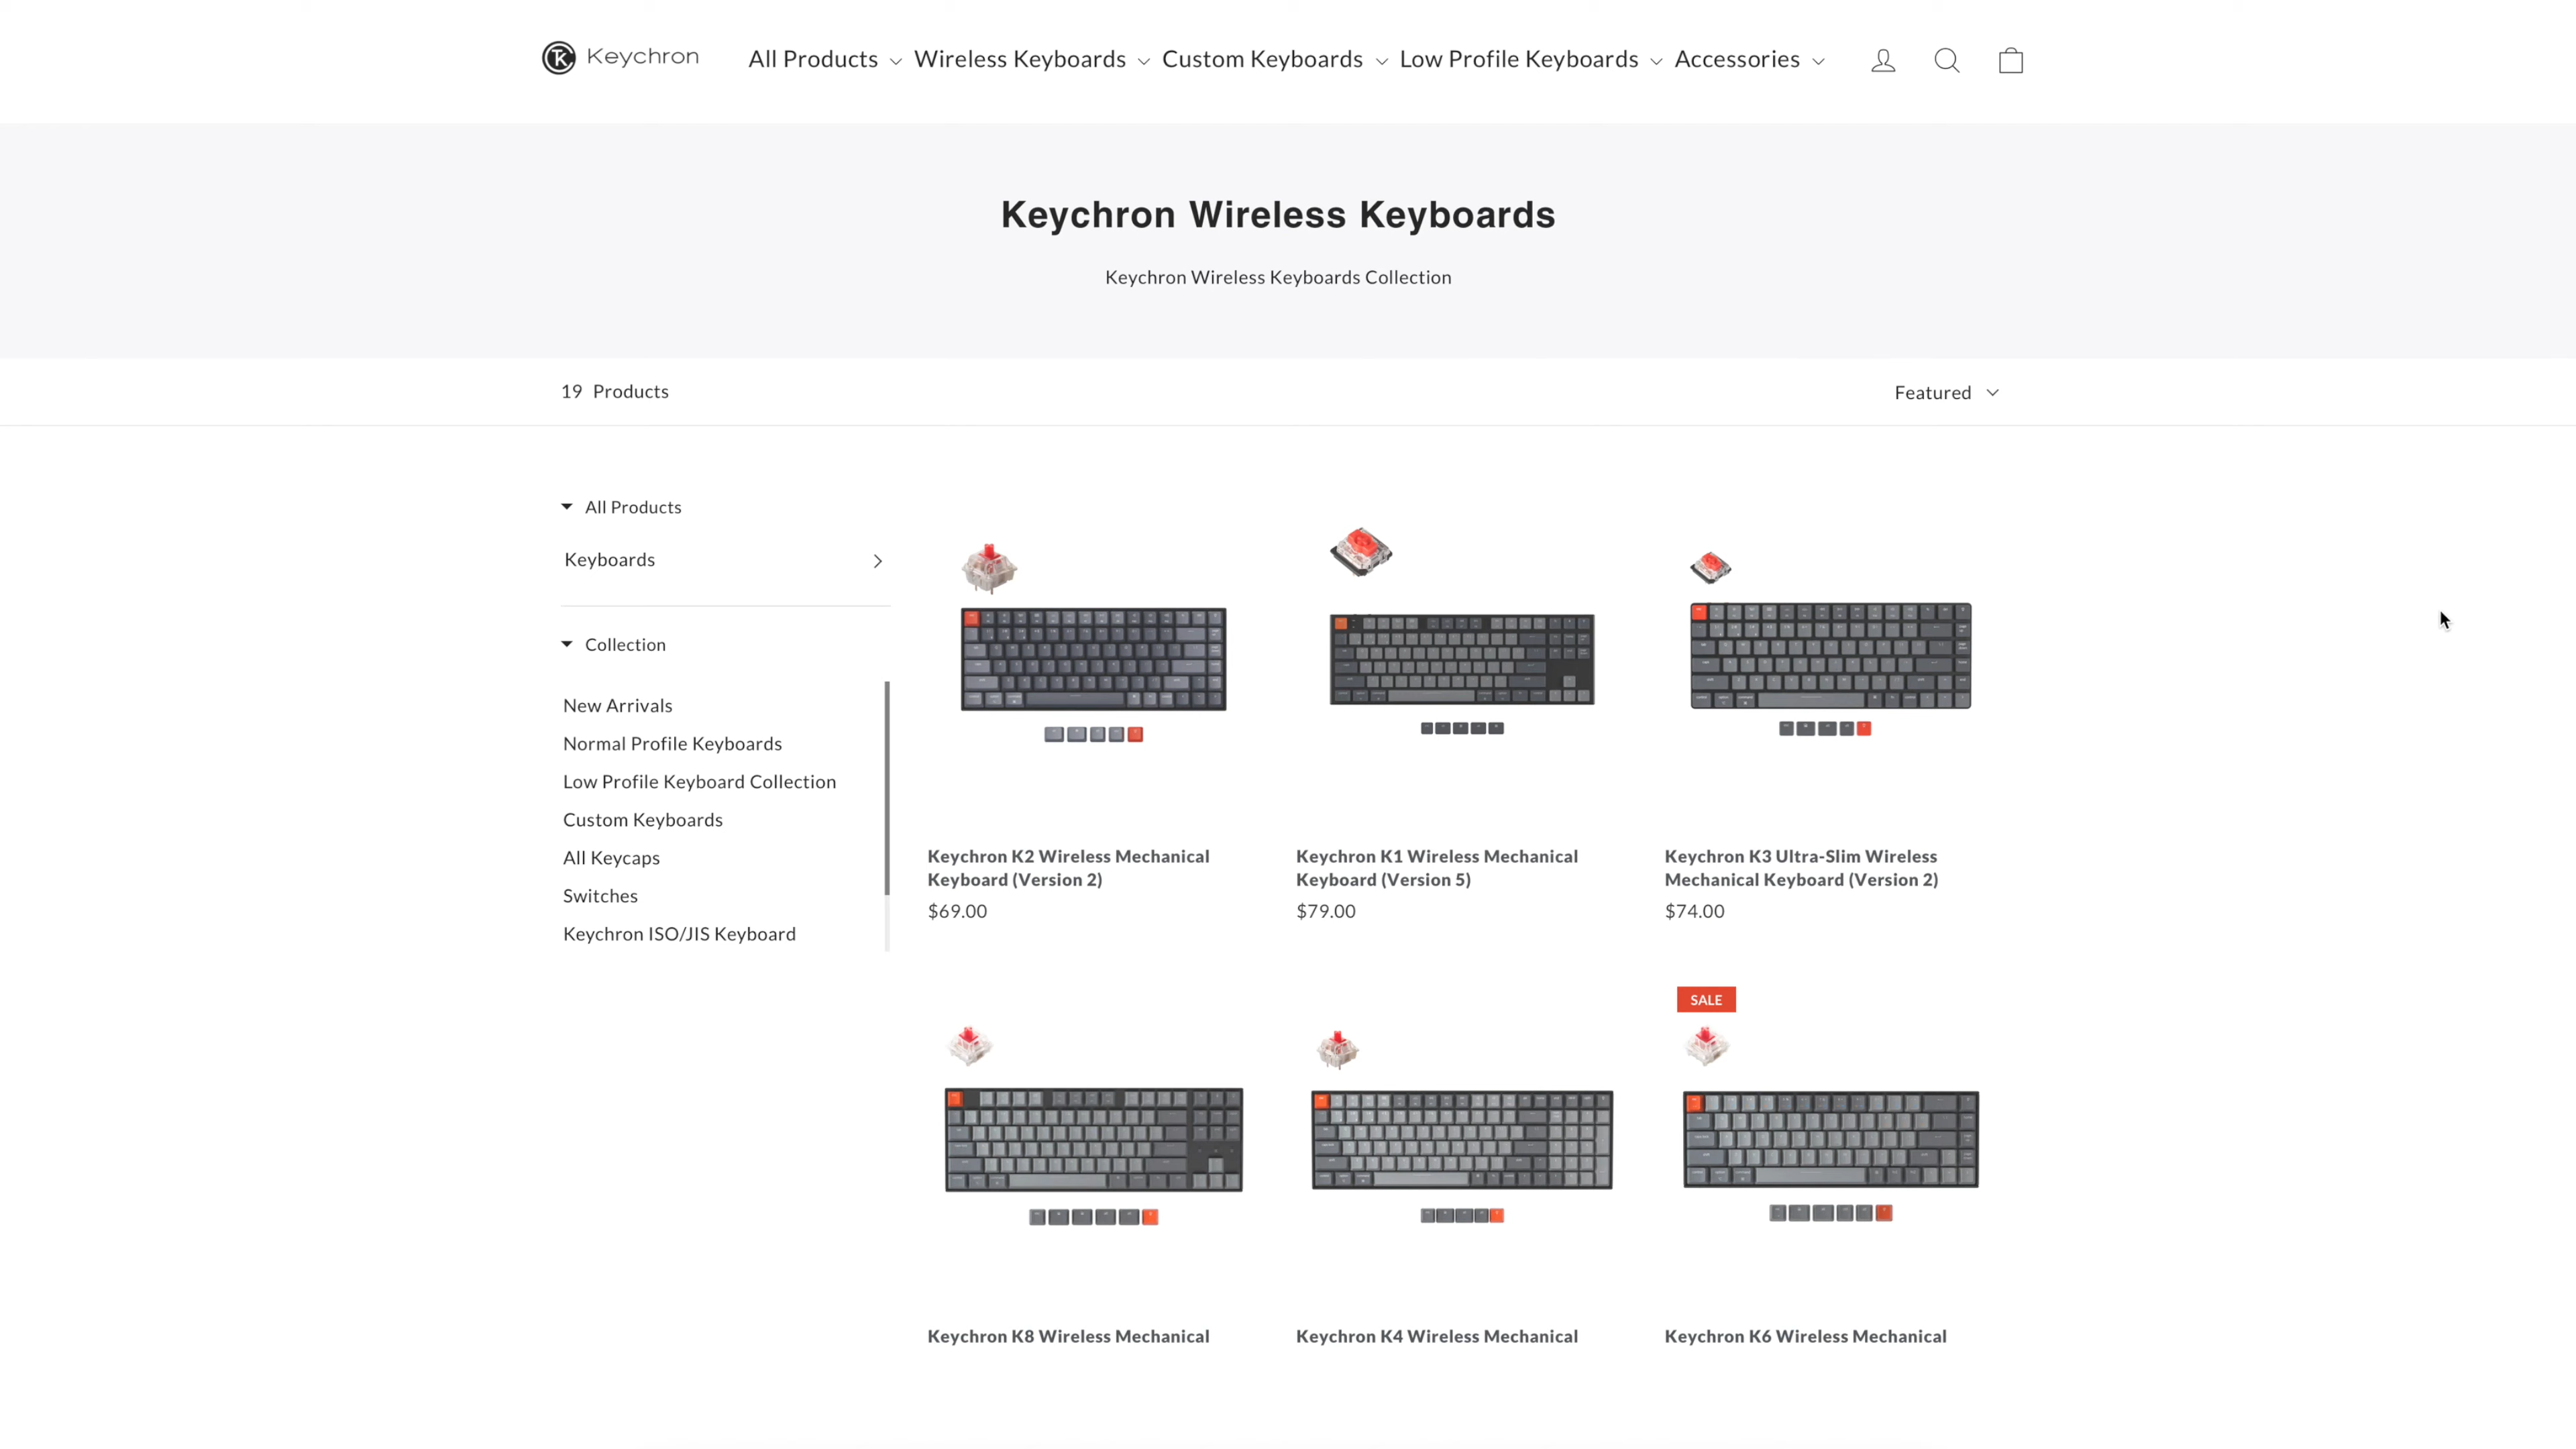 Keychron
All Products
Wireless Keyboards
Custom Keyboards
Low Profile Keyboards
Accessories
Keychron Wireless Keyboards
Keychron Wireless Keyboards Collection
19 Products
Featured
All Products
Keyboards
Collection
New Arrivals
Normal Profile Keyboards
Low Profile Keyboard Collection
Custom Keyboards
All Keycaps
Switches
Keychron ISO/JIS Keyboard
Keychron K2 Wireless Mechanical
Keyboard (Version 2)
$69.00
Keychron K1 Wireless Mechanical
Keyboard (Version 5)
$79.00
Keychron K3 Ultra-Slim Wireless
Mechanical Keyboard (Version 2)
$74.00
Keychron K8 Wireless Mechanical
Keychron K4 Wireless Mechanical
SALE
Keychron K6 Wireless Mechanical